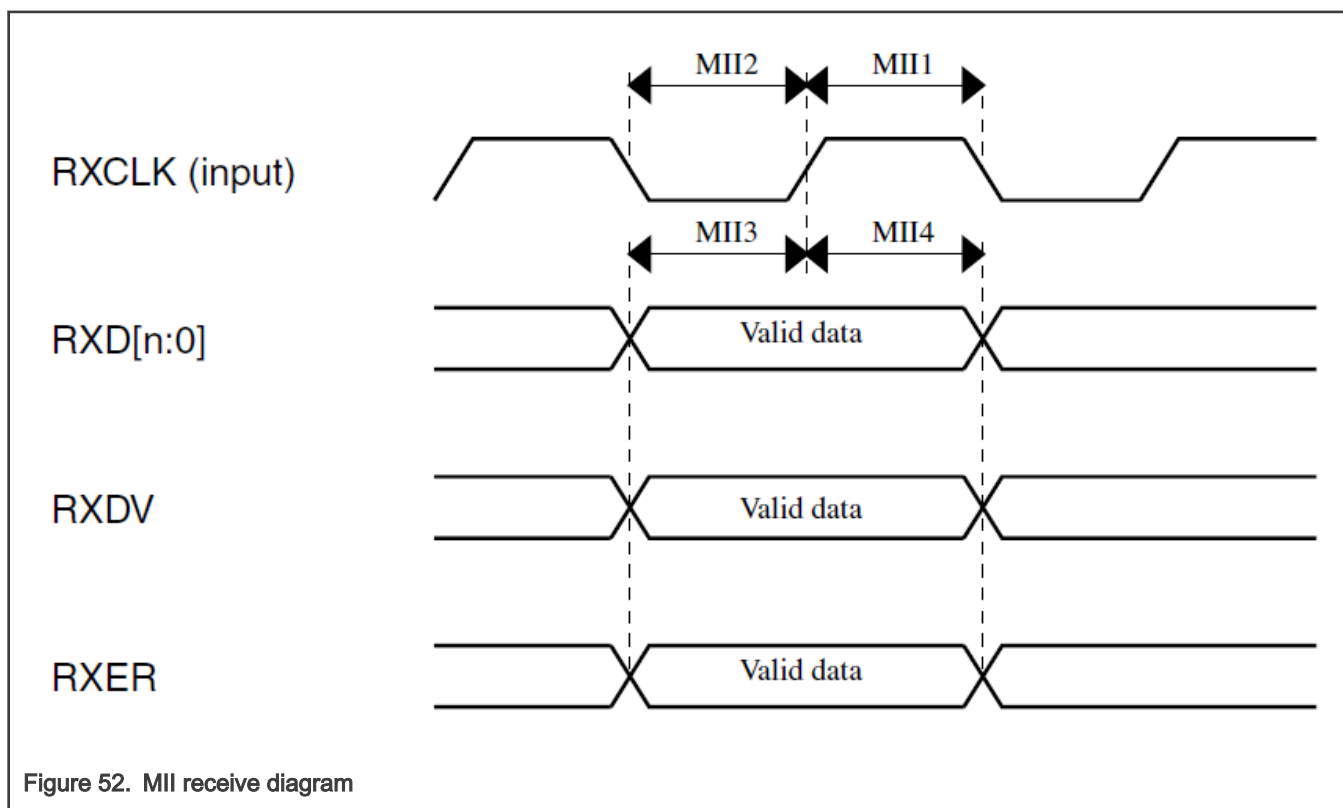 MII2 MII1
RXCLK (input)
MII3 MII4
RXD[n:0] Valid data
RXDV Valid data
RXER Valid data
Figure 52. MII receive diagram